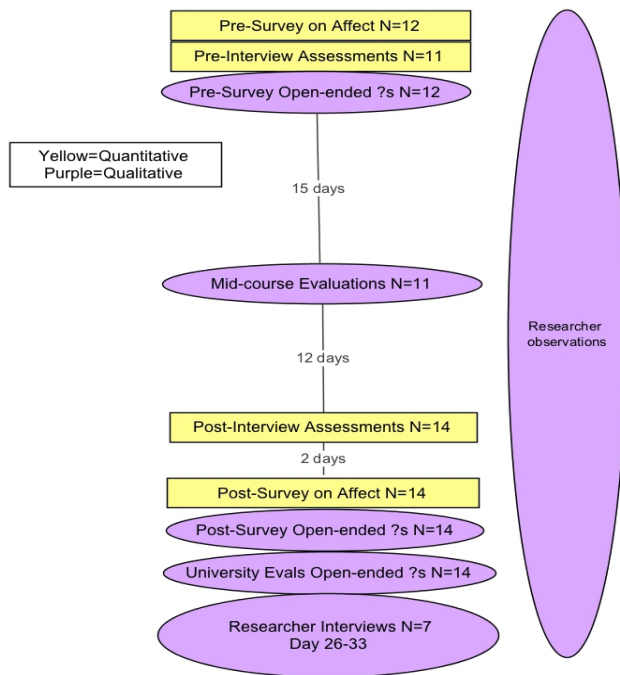 Pre-Survey on Affect N=12
Pre-Interview Assessments N=11
Pre-Survey Open-ended ?s N=12
Yellow=Quantitative
Purple=Qualitative
15 days
Mid-course Evaluations N=11
Researcher
observations
12 days
Post-Interview Assessments N=14
2 days
Post-Survey on Affect N=14
Post-Survey Open-ended ?s N=14
University Evals Open-ended ?s N=14
Researcher Interviews N=7
Day 26-33